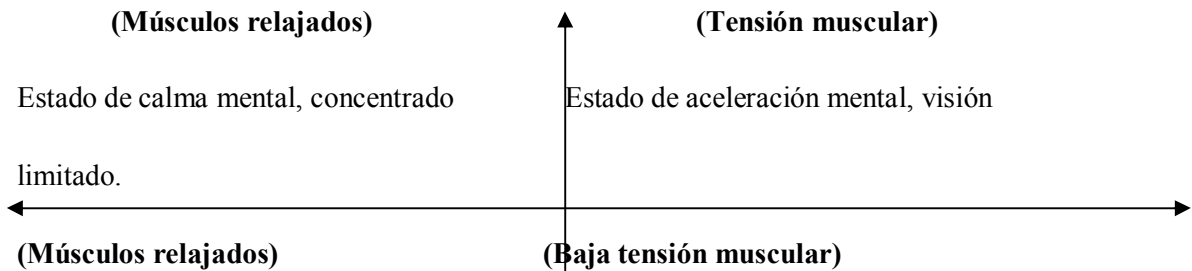 (Músculos relajados) (Tensión muscular)
Estado de calma mental, concentrado Estado de aceleración mental, visión
limitado.
(Músculos relajados) (Baja tensión muscular)